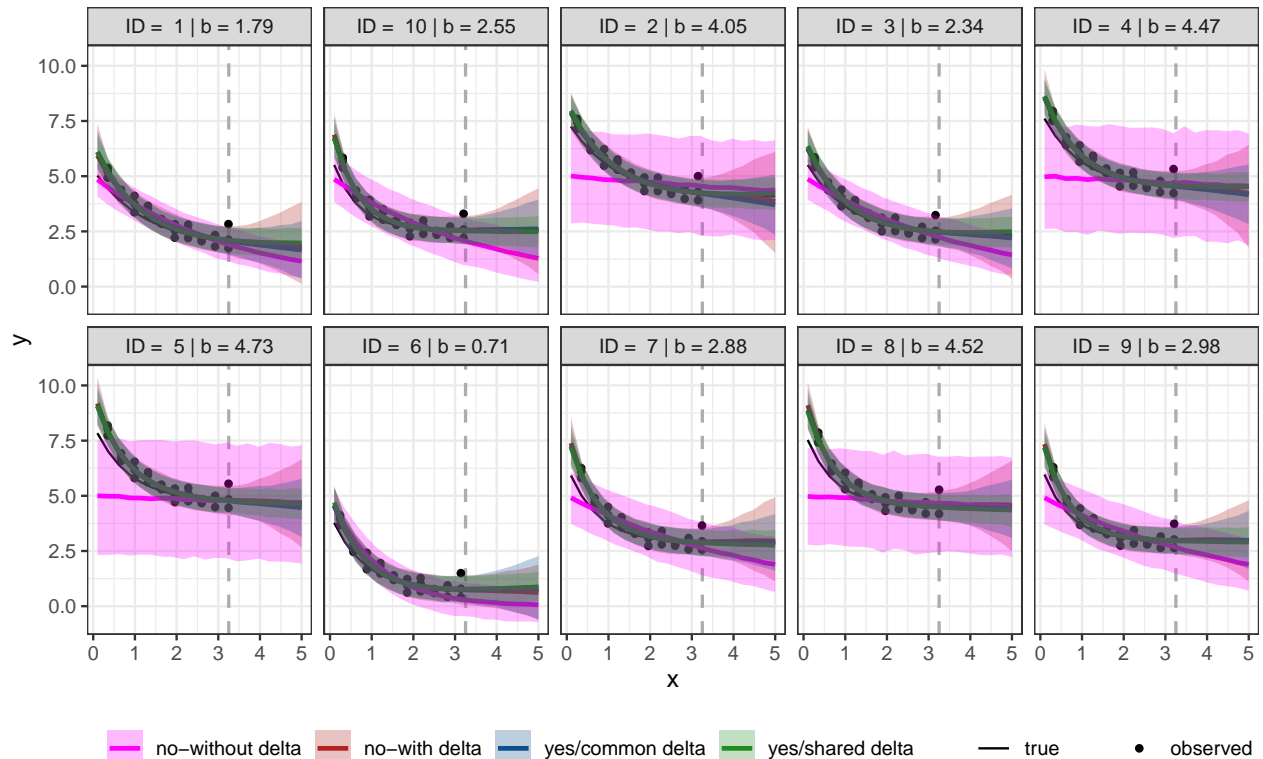 ID = 1 | b = 1.79
ID = 10 | b = 2.55
ID = 2 | b = 4.05
ID = 3 | b = 2.34
ID = 4 | b = 4.47
10.0
7.5
5.0
2.5
0.0
y
ID = 5 | b = 4.73
ID = 6 | b = 0.71
ID = 7 | b = 2.88
ID = 8 | b = 4.52
ID = 9 | b = 2.98
10.0
7.5
5.0
2.5
0.0
0 1 2 3 4 5
0 1 2 3 4 5
0 1 2 3 4 5
0 1 2 3 4 5
0 1 2 3 4 5
x
no−without delta
no−with delta
yes/common delta
yes/shared delta
true
observed